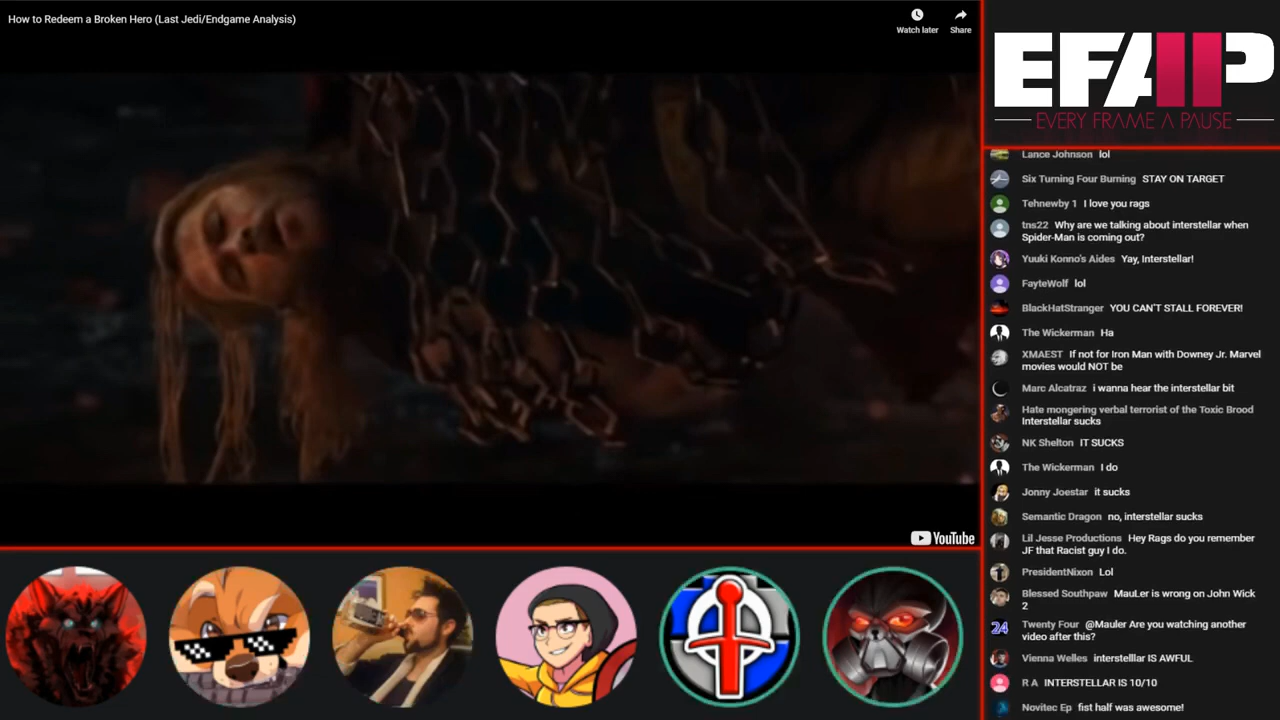 How to Redeem a Broken Hero (Last Jedi/Endgame Analysis)
Watch later
Share
YouTube
EFAP
EVERY FRAME A PAUSE
Lance Johnson lol
Six Turning Four Burning STAY ON TARGET
Tehnewby 1 I love you rags
tns22 Why are we talking about interstellar when
Spider-Man is coming out?
Yuuki Konno's Aides Yay, Interstellar!
FayteWolf lol
BlackHatStranger YOU CAN'T STALL FOREVER!
The Wickerman Ha
XMAEST If not for Iron Man with Downey Jr. Marvel
movies would NOT be
Marc Alcatraz i wanna hear the interstellar bit
Hate mongering verbal terrorist of the Toxic Brood
Interstellar sucks
NK Shelton IT SUCKS
The Wickerman I do
Jonny Joestar it sucks
Semantic Dragon no, interstellar sucks
Lil Jesse Productions Hey Rags do you remember
JF that Racist guy I do.
PresidentNixon Lol
Blessed Southpaw MauLer is wrong on John Wick
2
24
Twenty Four @Mauler Are you watching another
video after this?
Vienna Welles interstelllar IS AWFUL
R A INTERSTELLAR IS 10/10
Novitec Ep fist half was awesome!